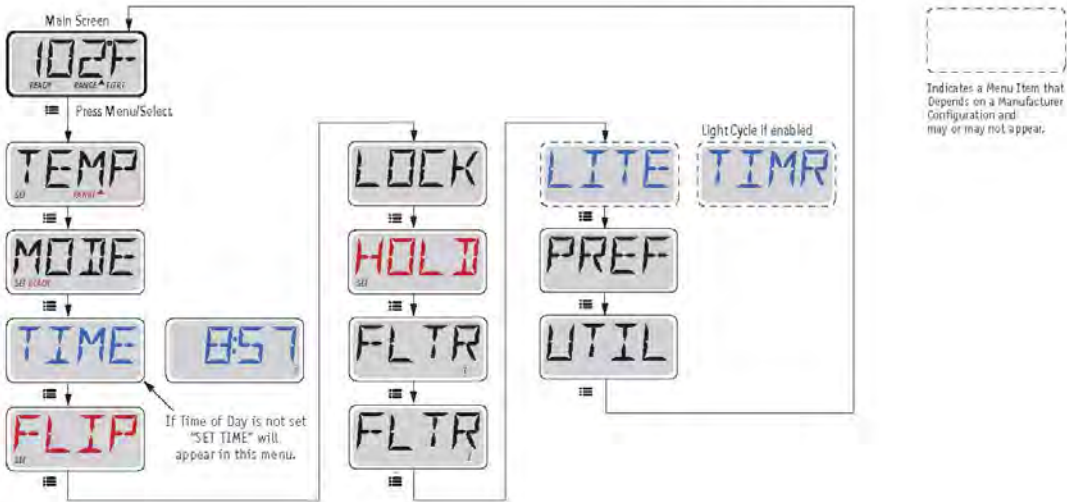 Main Screen
102°F
READY RANGE FLTR1
Press Menu/Select
TEMP
SET RANGE
MODE
SET READY
TIME
8:57
If Time of Day is not set
"SET TIME" will
appear in this menu.
FLIP
SET
LOCK
HOLD
SET
FLTR
1
FLTR
2
Light Cycle if enabled
LITE TIMR
PREF
UTIL
Indicates a Menu Item that
Depends on a Manufacturer
Configuration and
may or may not appear.